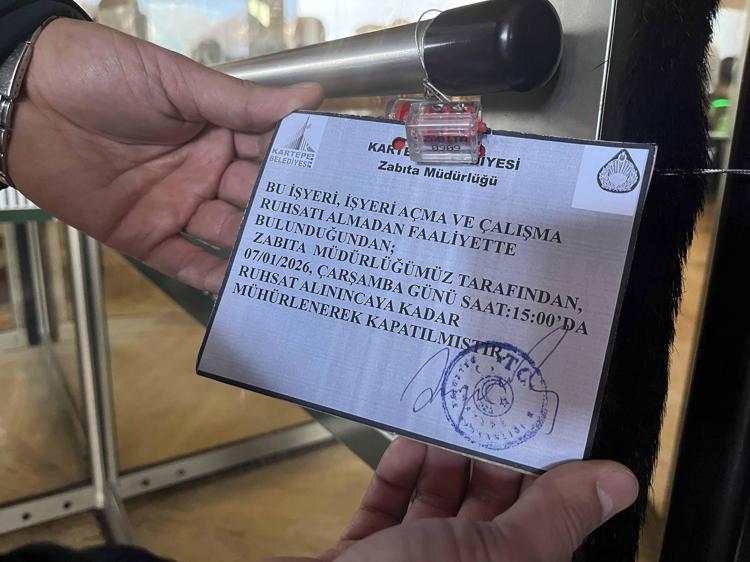 KARTEPE
BELEDİYESİ
Zabıta Müdürlüğü
BU İŞYERİ, İŞYERİ AÇMA VE ÇALIŞMA
RUHSATI ALMADAN FAALİYETTE
BULUNDUĞUNDAN;
ZABITA MÜDÜRLÜĞÜMÜZ TARAFINDAN,
07/01/2026, ÇARŞAMBA GÜNÜ SAAT:15:00'DA
RUHSAT ALININCAYA KADAR
MÜHÜRLENEREK KAPATILMIŞTIR.
T.C.